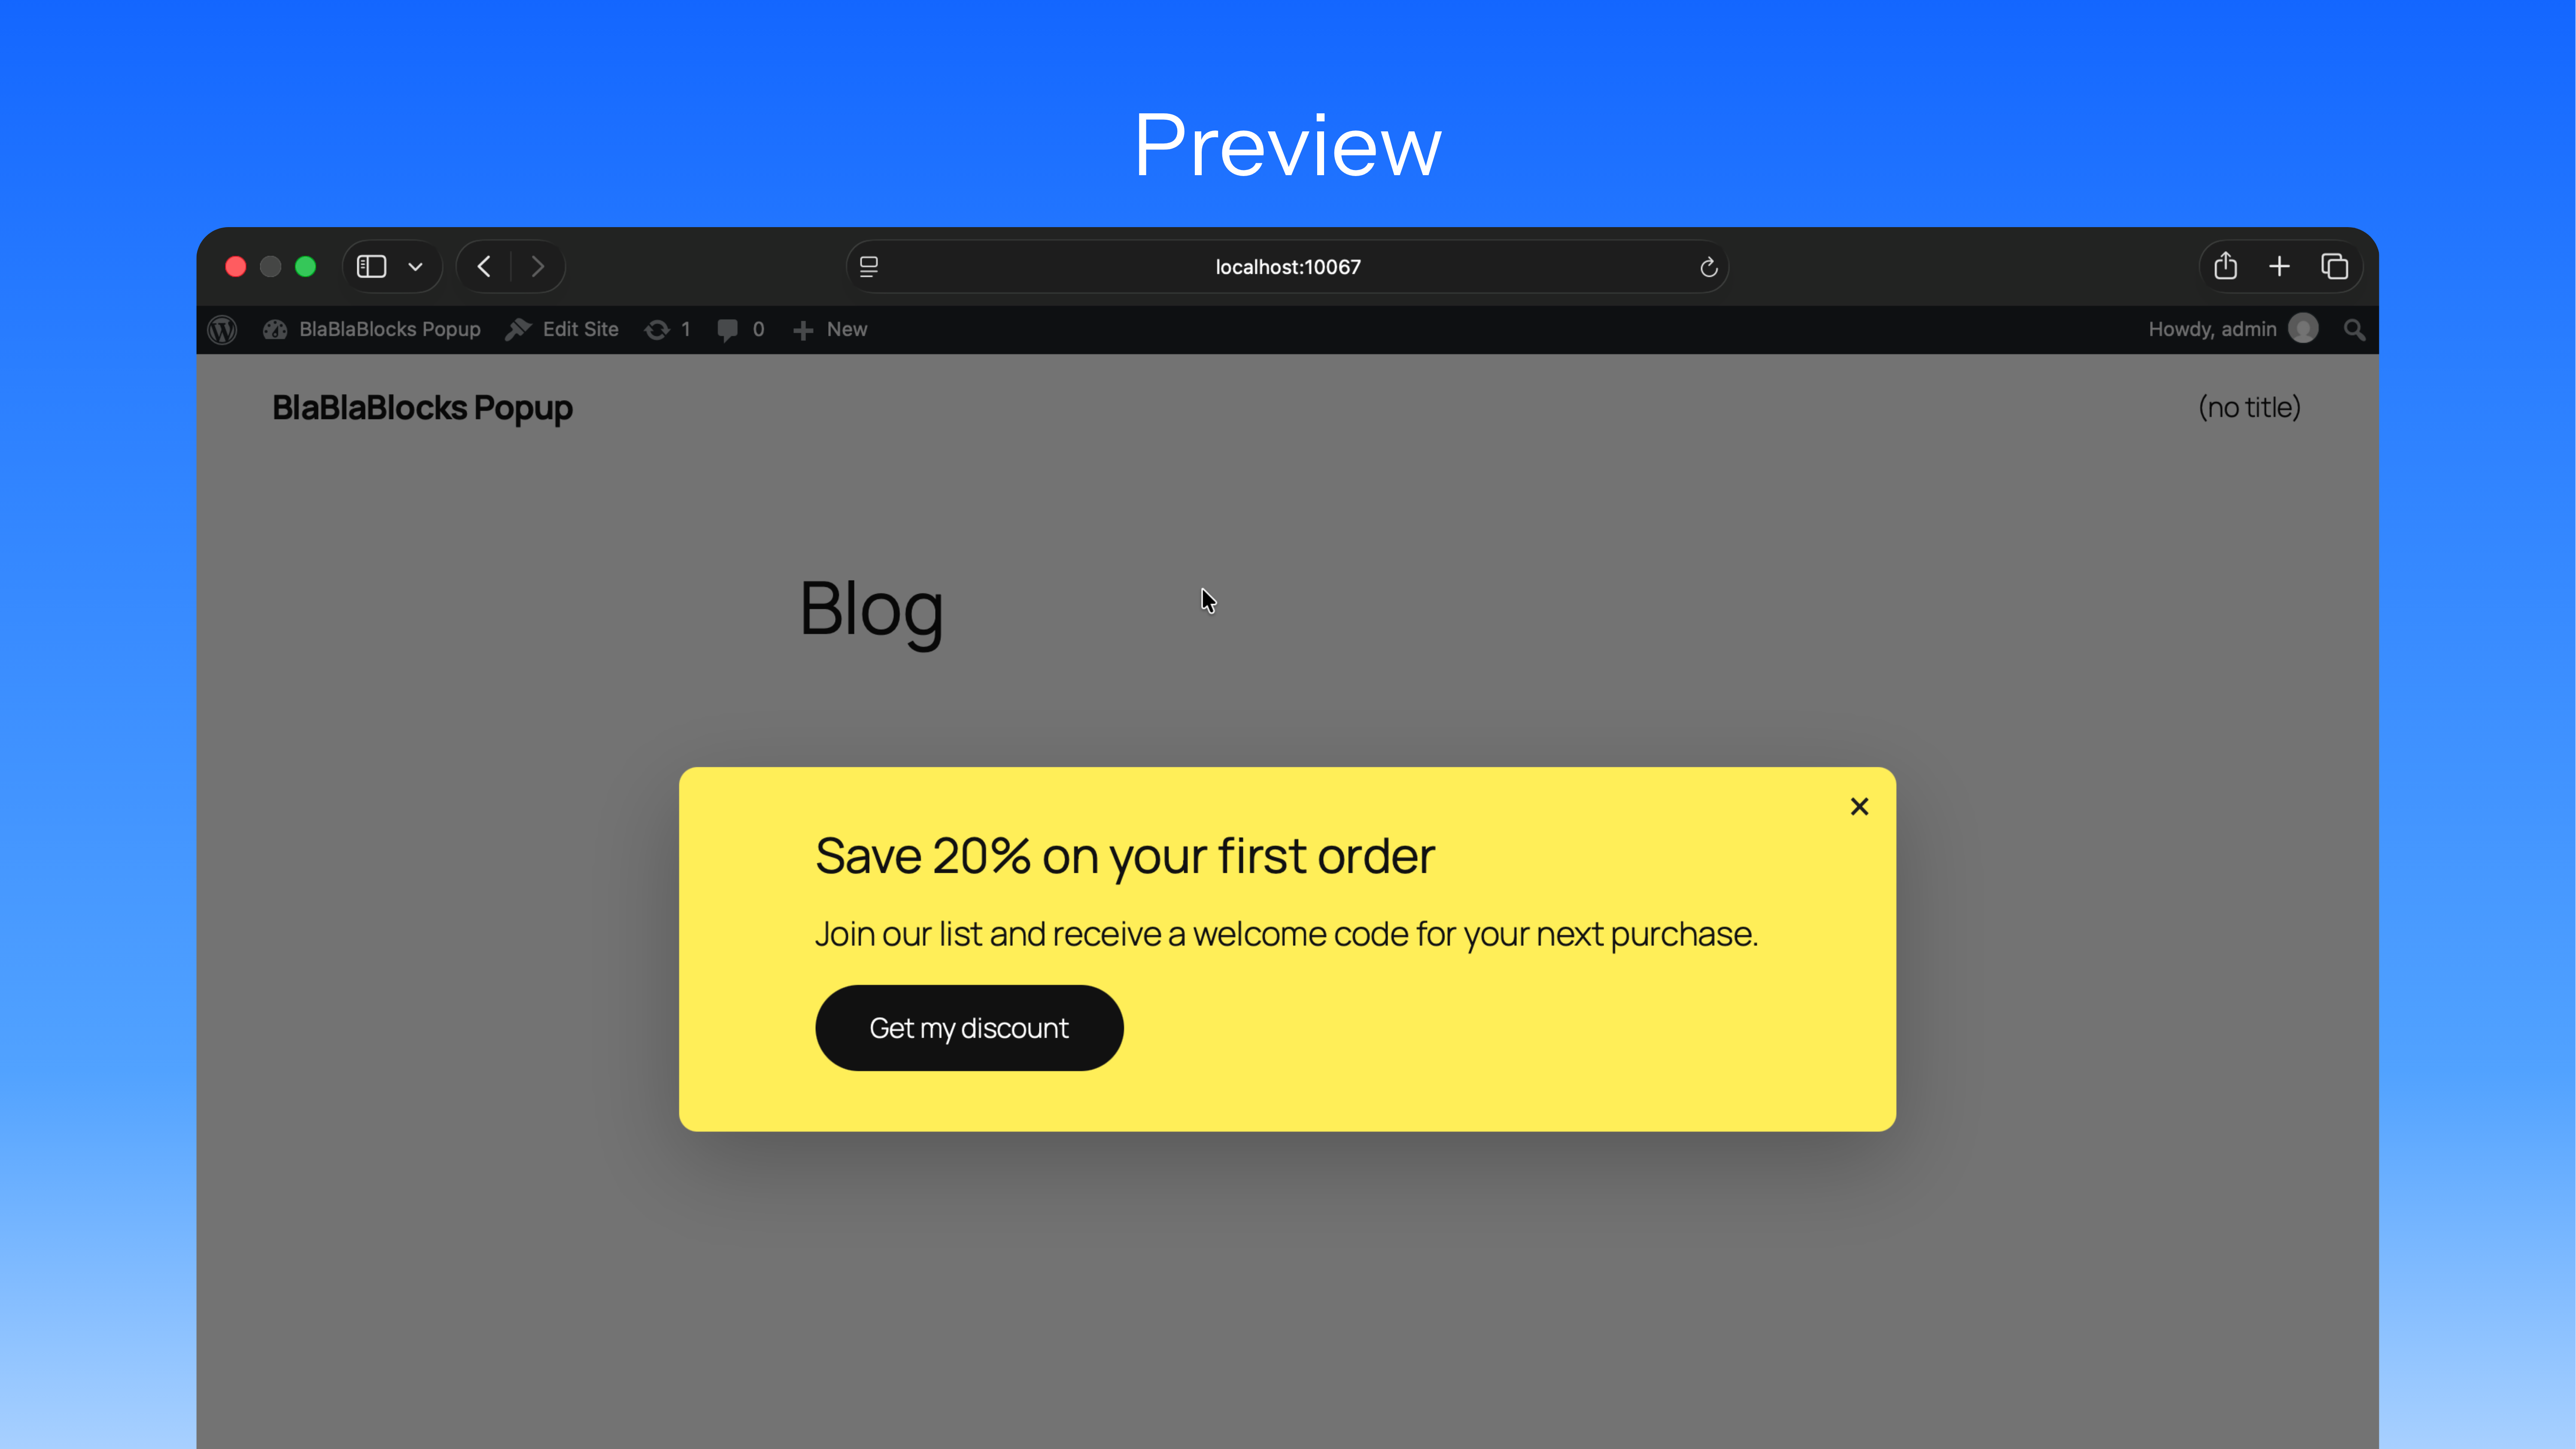 Preview
localhost:10067
BlaBlaBlocks Popup Edit Site 1 0 New Howdy, admin
BlaBlaBlocks Popup (no title)
Blog
Save 20% on your first order
Join our list and receive a welcome code for your next purchase.
Get my discount